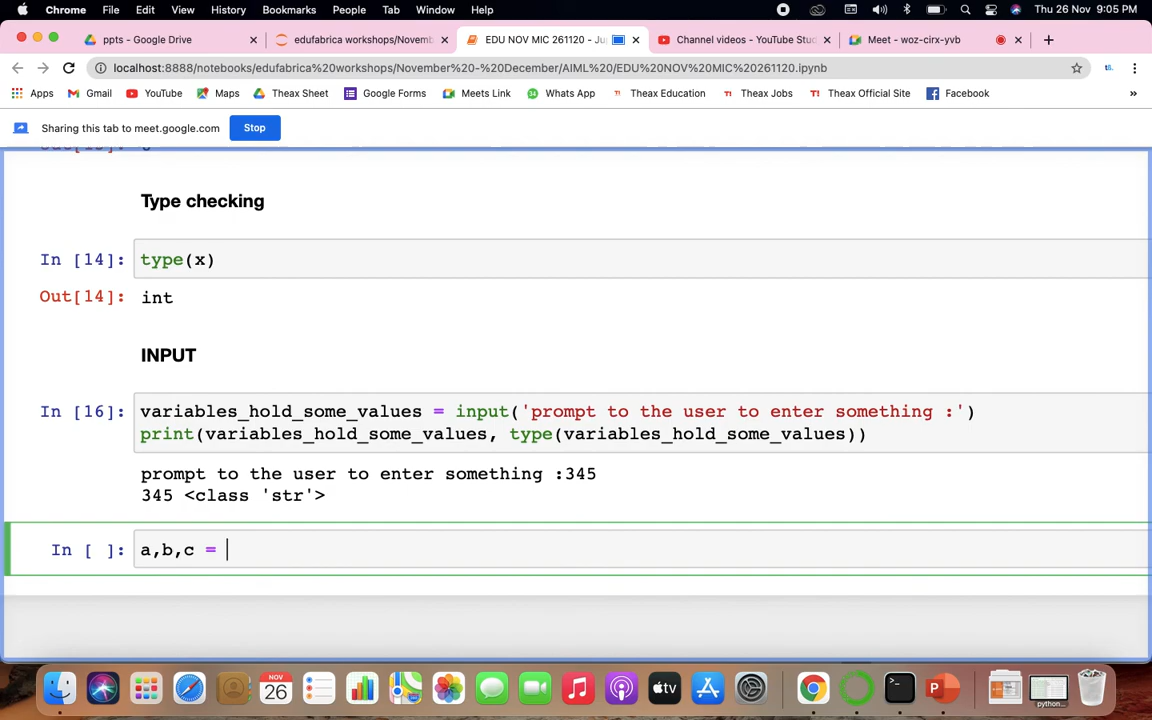 Chrome File Edit View History Bookmarks People Tab Window Help Thu 26 Nov 9:05 PM
ppts - Google Drive edufabrica workshops/Novemb EDU NOV MIC 261120 - Ju Channel videos - YouTube Stud Meet - woz-cirx-yvb
localhost:8888/notebooks/edufabrica%20workshops/November%20-%20December/AIML%20/EDU%20NOV%20MIC%20261120.ipynb
Apps Gmail YouTube Maps Theax Sheet Google Forms Meets Link Whats App Theax Education Theax Jobs Theax Official Site Facebook »
Sharing this tab to meet.google.com Stop
Type checking
In [14]: type(x)
Out[14]: int
INPUT
In [16]: variables_hold_some_values = input('prompt to the user to enter something :')
print(variables_hold_some_values, type(variables_hold_some_values))
prompt to the user to enter something :345
345 <class 'str'>
In [ ]: a,b,c =
NOV
26
tv
python